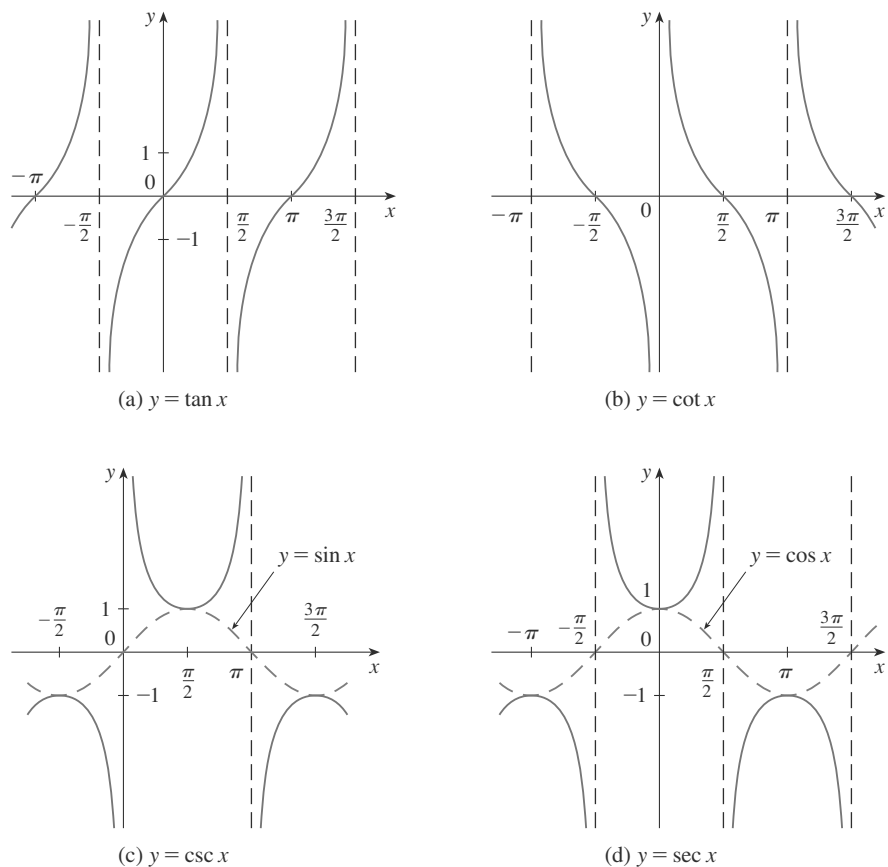 y
1
−π
0
−π/2
−1
π/2
π
3π/2
x
(a) y = tan x
y
−π
−π/2
0
π/2
π
3π/2
x
(b) y = cot x
y
y = sin x
−π/2
1
0
3π/2
π/2
π
x
−1
(c) y = csc x
y
y = cos x
1
−π
−π/2
0
3π/2
π/2
π
x
−1
(d) y = sec x